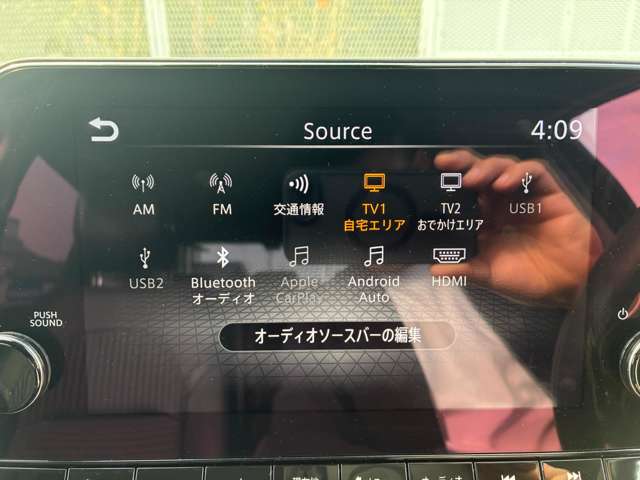 Source
4:09
AM
FM
交通情報
TV1
自宅エリア
TV2
おでかけエリア
USB1
USB2
Bluetooth
オーディオ
Apple
CarPlay
Android
Auto
HDMI
PUSH
SOUND
オーディオソースバーの編集